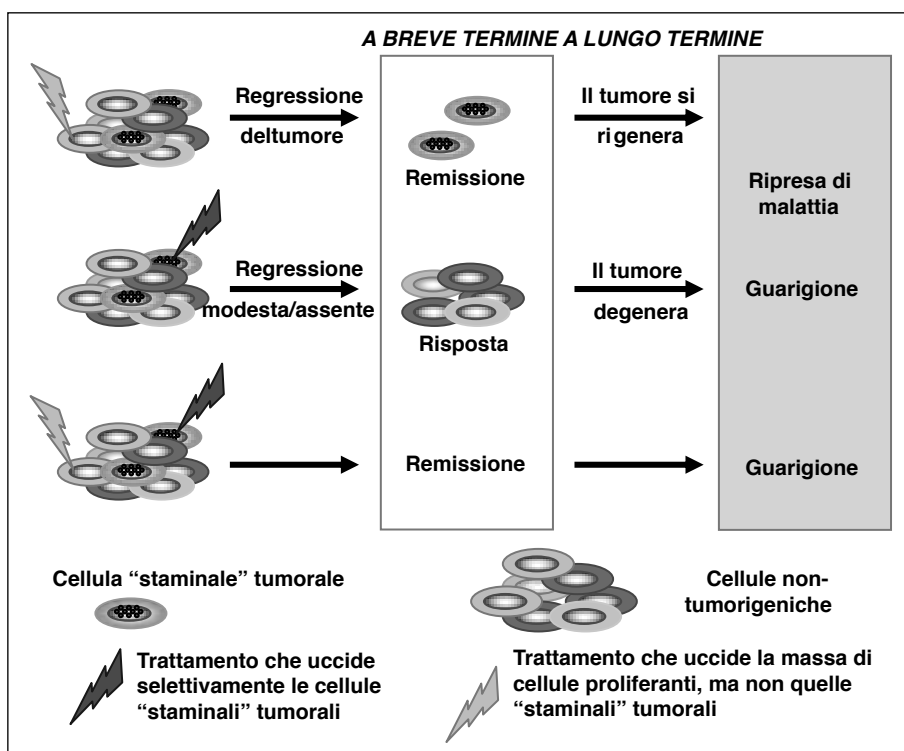 A BREVE TERMINE A LUNGO TERMINE
Regressione
deltumore
Remissione
Il tumore si
rigenera
Ripresa di
malattia
Regressione
modesta/assente
Risposta
Il tumore
degenera
Guarigione
Remissione
Guarigione
Cellula “staminale” tumorale
Cellule non-
tumorigeniche
Trattamento che uccide
selettivamente le cellule
“staminali” tumorali
Trattamento che uccide la massa di
cellule proliferanti, ma non quelle
“staminali” tumorali